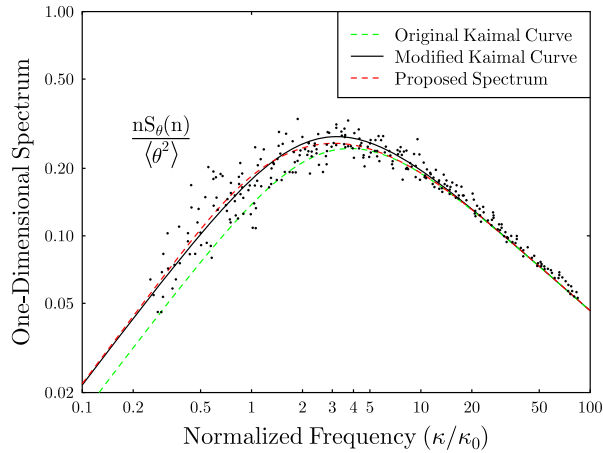 1.00
Original Kaimal Curve
Modified Kaimal Curve
Proposed Spectrum
0.50
nSθ(n)
⟨θ²⟩
0.20
0.10
0.05
0.02
One-Dimensional Spectrum
0.1 0.2 0.5 1 2 3 4 5 10 20 50 100
Normalized Frequency (κ/κ₀)